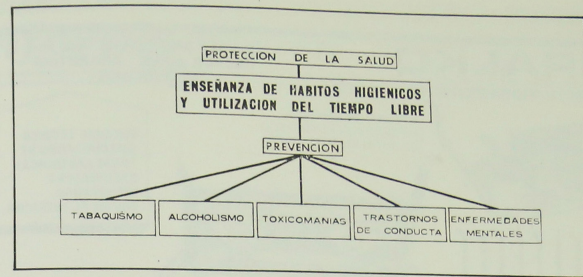 PROTECCION DE LA SALUD
ENSEÑANZA DE HABITOS HIGIENICOS
Y UTILIZACION DEL TIEMPO LIBRE
PREVENCION
TABAQUISMO
ALCOHOLISMO
TOXICOMANIAS
TRASTORNOS
DE CONDUCTA
ENFERMEDADES
MENTALES